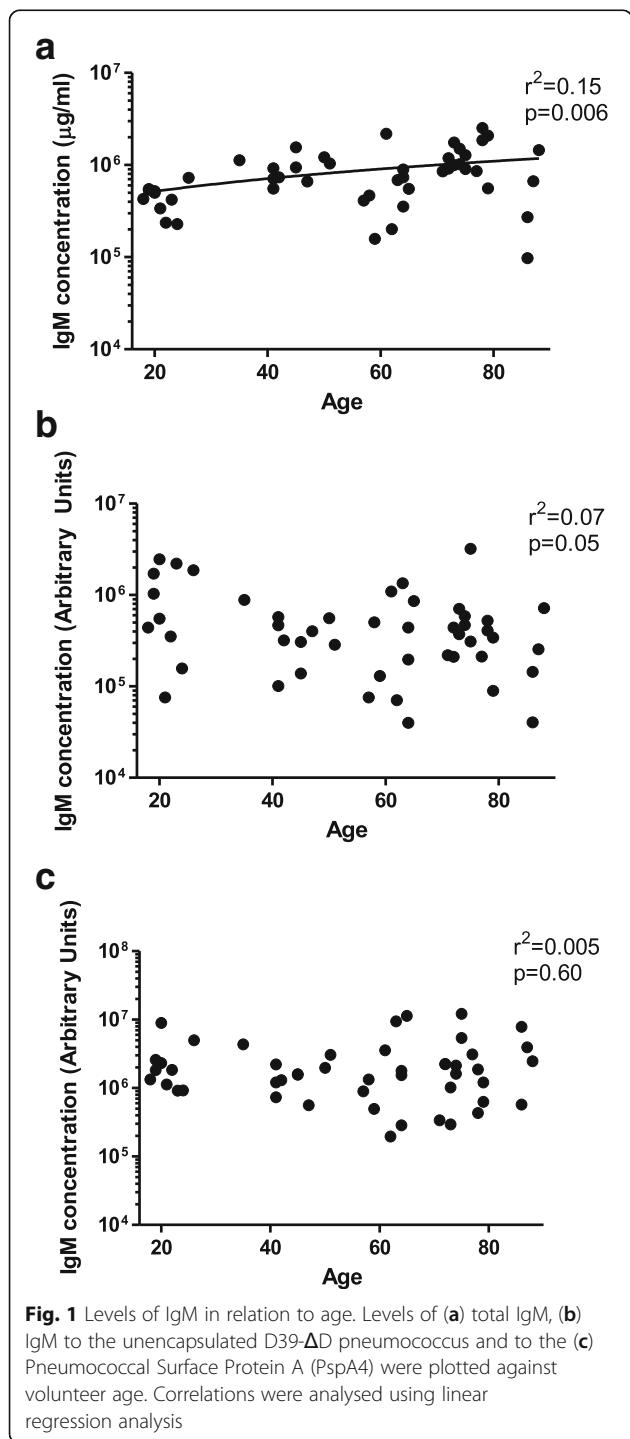 a
10⁷
10⁶
10⁵
10⁴
IgM concentration (µg/ml)
r²=0.15
p=0.006
20 40 60 80
Age
b
10⁷
10⁶
10⁵
10⁴
IgM concentration (Arbitrary Units)
r²=0.07
p=0.05
20 40 60 80
Age
c
10⁸
10⁷
10⁶
10⁵
10⁴
IgM concentration (Arbitrary Units)
r²=0.005
p=0.60
20 40 60 80
Age
Fig. 1 Levels of IgM in relation to age. Levels of (a) total IgM, (b)
IgM to the unencapsulated D39-ΔD pneumococcus and to the (c)
Pneumococcal Surface Protein A (PspA4) were plotted against
volunteer age. Correlations were analysed using linear
regression analysis